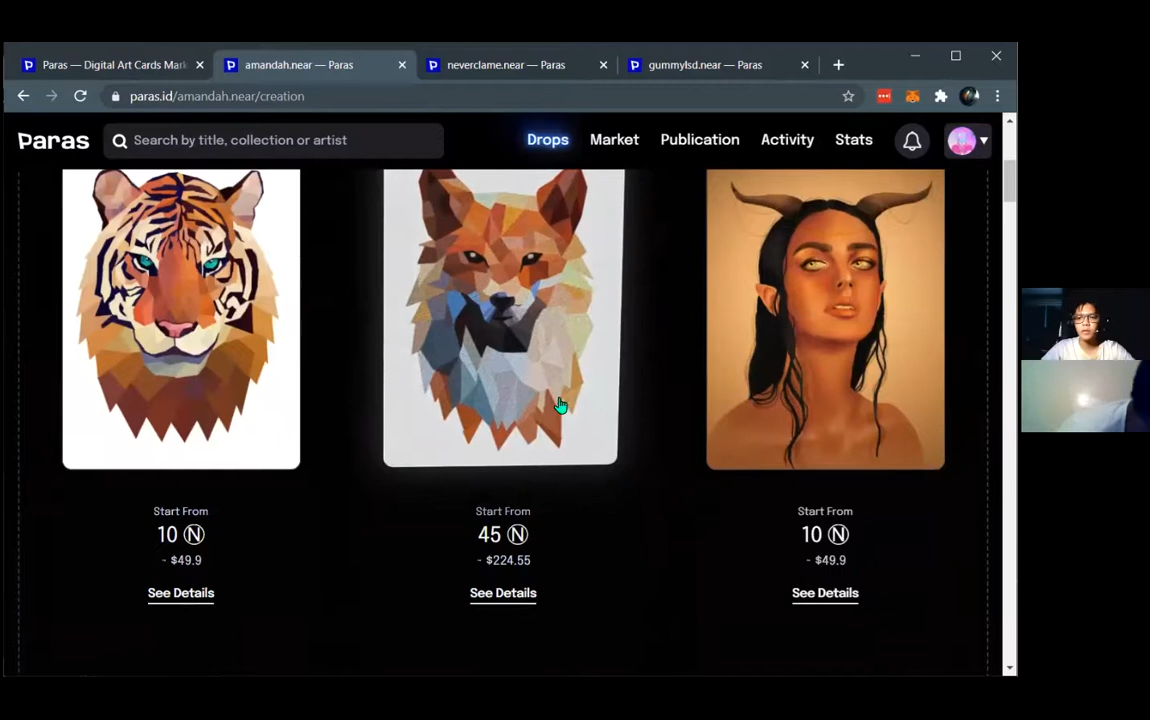 Paras — Digital Art Cards Mark
amandah.near — Paras
neverclame.near — Paras
gummylsd.near — Paras
paras.id/amandah.near/creation
Paras
Search by title, collection or artist
Drops
Market
Publication
Activity
Stats
Start From
10 Ⓝ
~ $49.9
See Details
Start From
45 Ⓝ
~ $224.55
See Details
Start From
10 Ⓝ
~ $49.9
See Details